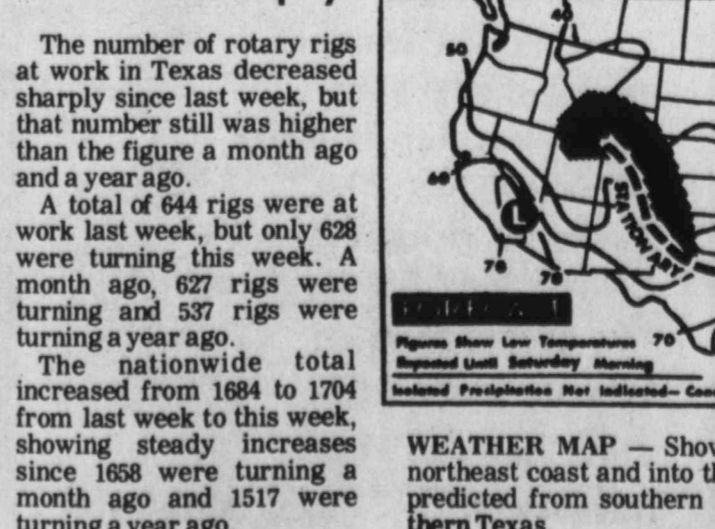 The number of rotary rigs
at work in Texas decreased
sharply since last week, but
that number still was higher
than the figure a month ago
and a year ago.
A total of 644 rigs were at
work last week, but only 628
were turning this week. A
month ago, 627 rigs were
turning and 537 rigs were
turning a year ago.
The nationwide total
increased from 1684 to 1704
from last week to this week,
showing steady increases
since 1658 were turning a
month ago and 1517 were
turning a year ago.
40
50
60
L
STATIONARY
70
70
70
Figures Show Low Temperatures
Expected Until Saturday Morning
Isolated Precipitation Not Indicated—
WEATHER MAP —
northeast coast and into
predicted from southern
thern Texas.